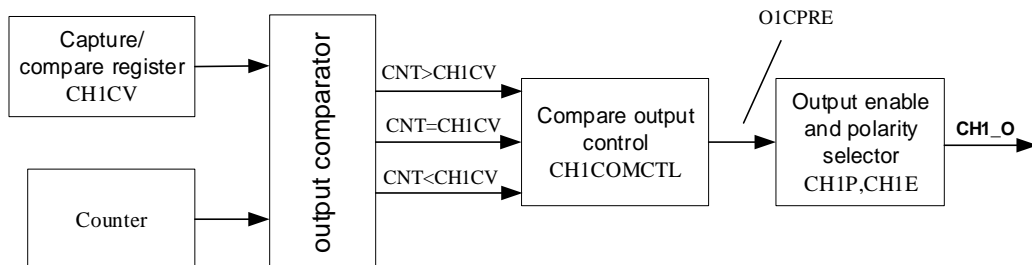 O1CPRE
Capture/
compare register
CH1CV
Counter
output comparator
CNT>CH1CV
CNT=CH1CV
CNT<CH1CV
Compare output
control
CH1COMCTL
Output enable
and polarity
selector
CH1P,CH1E
CH1_O